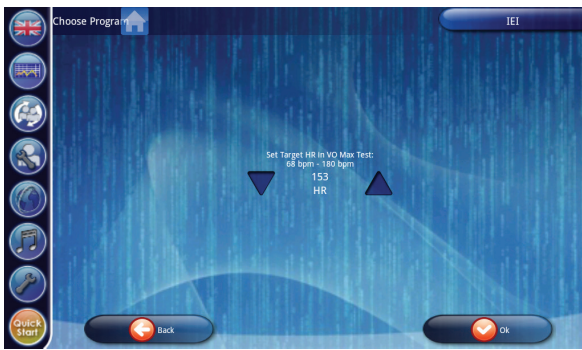 Choose Program
IEI
Set Target HR in VO Max Test:
68 bpm - 180 bpm
153
HR
Quick
Start
Back
Ok